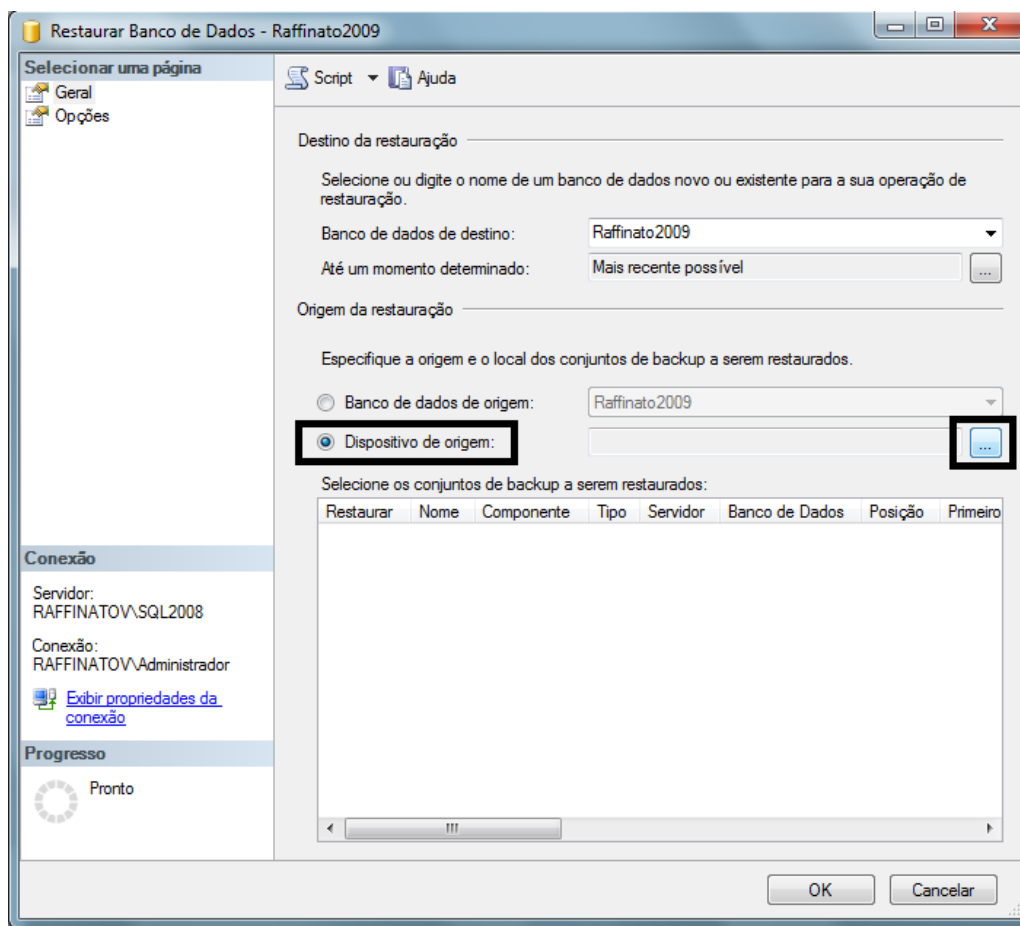 Restaurar Banco de Dados - Raffinato2009
Selecionar uma página
Geral
Opções
Script
Ajuda
Destino da restauração
Selecione ou digite o nome de um banco de dados novo ou existente para a sua operação de
restauração.
Banco de dados de destino:
Raffinato2009
Até um momento determinado:
Mais recente possível
...
Origem da restauração
Especifique a origem e o local dos conjuntos de backup a serem restaurados.
Banco de dados de origem:
Raffinato2009
Dispositivo de origem:
...
Selecione os conjuntos de backup a serem restaurados:
Restaurar Nome Componente Tipo Servidor Banco de Dados Posição Primeiro
Conexão
Servidor:
RAFFINATOV\SQL2008
Conexão:
RAFFINATOV\Administrador
Exibir propriedades da
conexão
Progresso
Pronto
OK
Cancelar